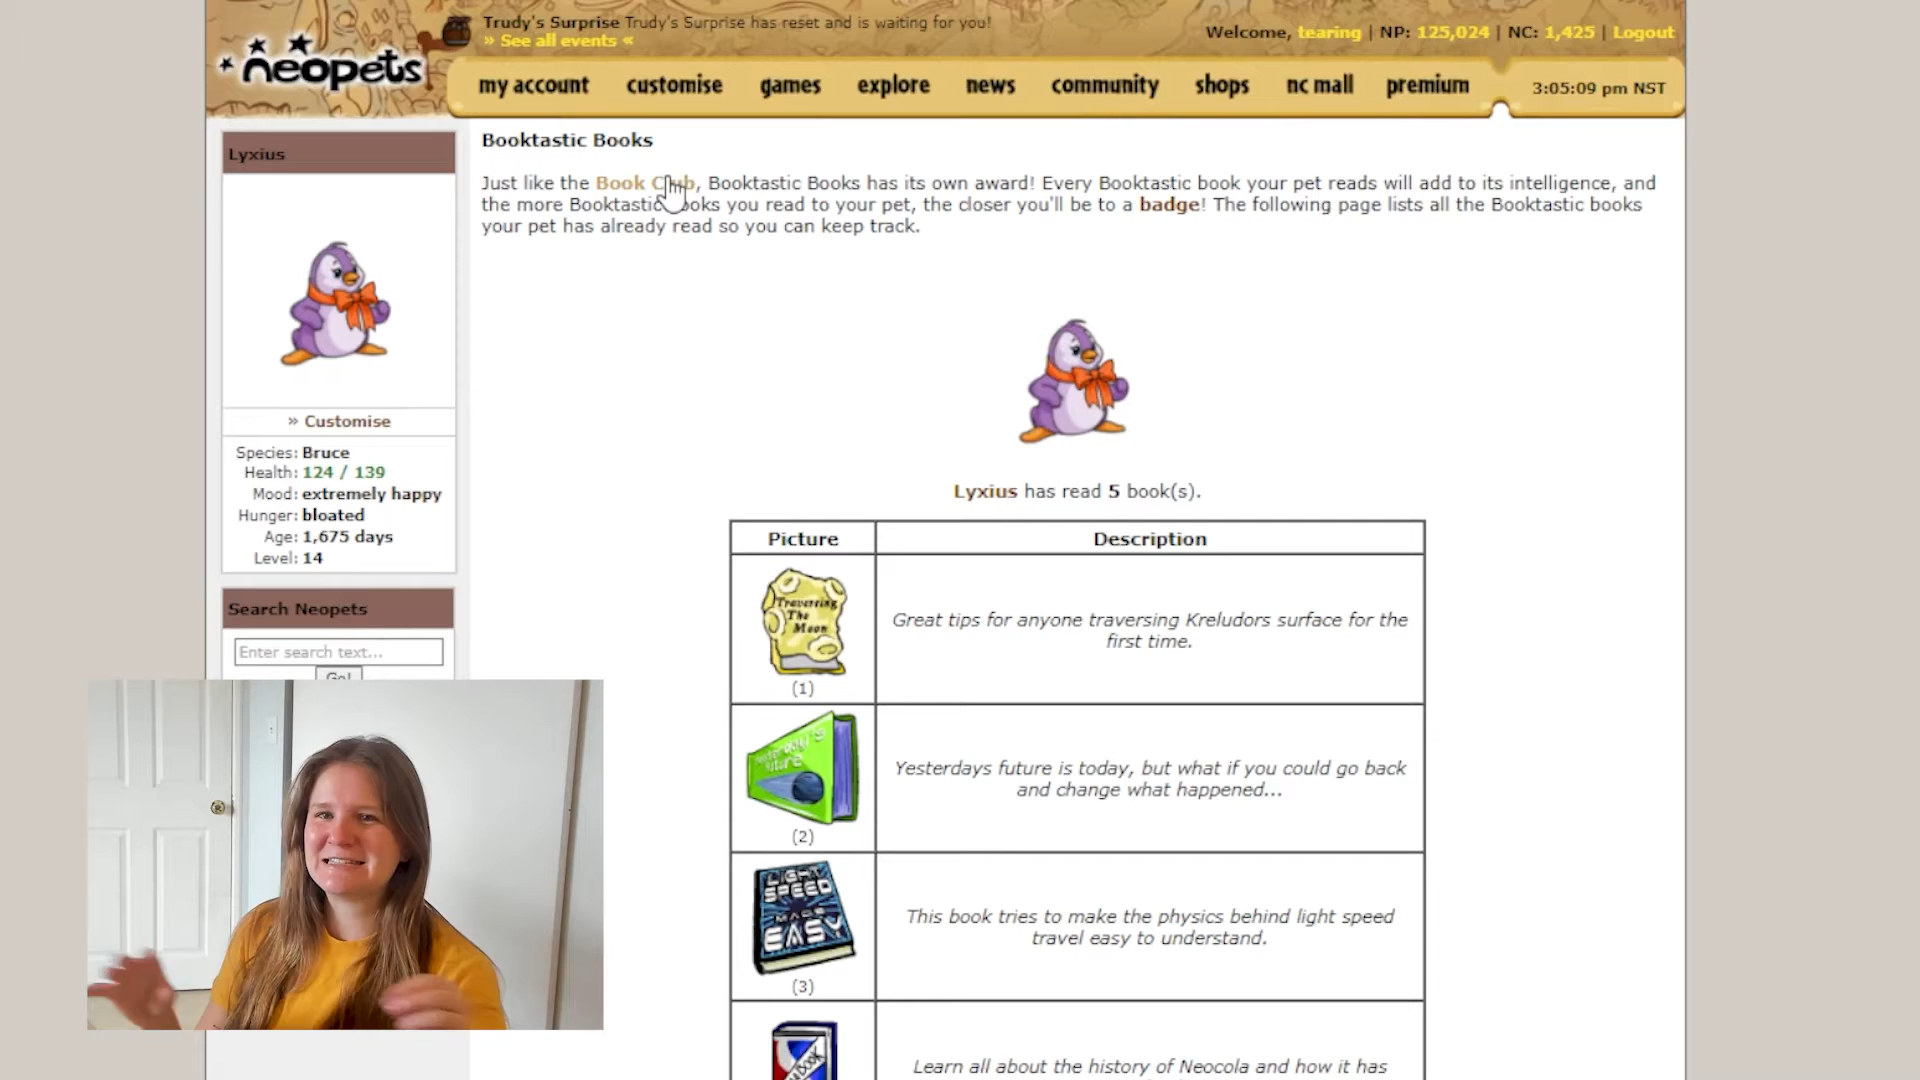 Trudy's Surprise Trudy's Surprise has reset and is waiting for you!
» See all events «
Welcome, tearing | NP: 125,024 | NC: 1,425 | Logout
neopets
my account customise games explore news community shops nc mall premium
3:05:09 pm NST
Lyxius
» Customise
Species: Bruce
Health: 124 / 139
Mood: extremely happy
Hunger: bloated
Age: 1,675 days
Level: 14
Search Neopets
Enter search text...
Go!
Booktastic Books
Just like the Book Club, Booktastic Books has its own award! Every Booktastic book your pet reads will add to its intelligence, and
the more Booktastic books you read to your pet, the closer you'll be to a badge! The following page lists all the Booktastic books
your pet has already read so you can keep track.
Lyxius has read 5 book(s).
Picture Description
Traversing
The
Moon
(1)
Great tips for anyone traversing Kreludors surface for the
first time.
Yesterday's
Future
(2)
Yesterdays future is today, but what if you could go back
and change what happened...
LIGHT
SPEED
MADE
EASY
(3)
This book tries to make the physics behind light speed
travel easy to understand.
Learn all about the history of Neocola and how it has